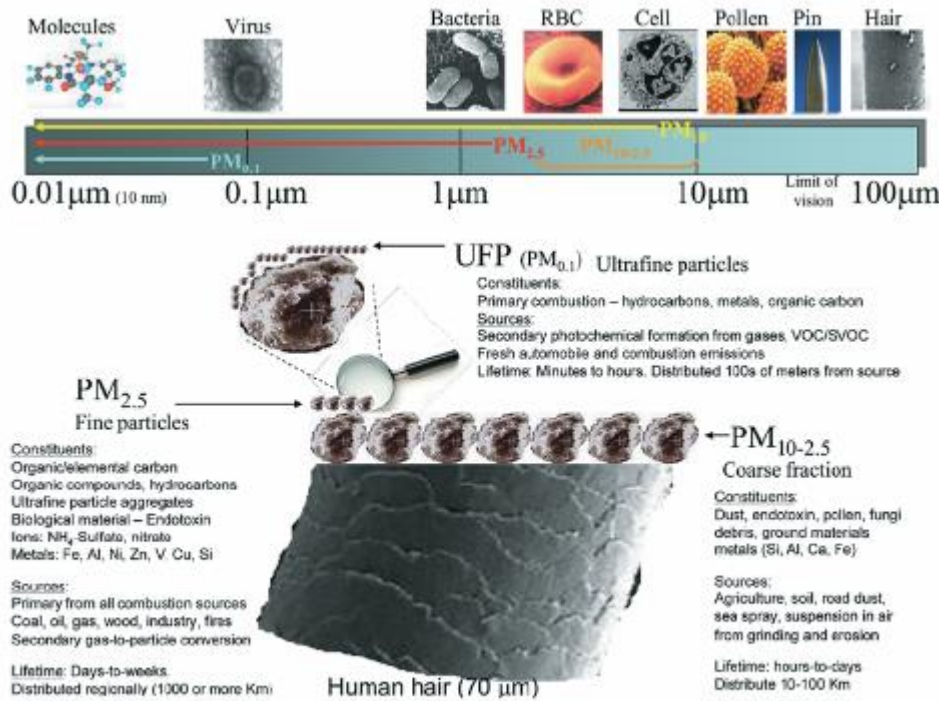 Molecules
Virus
Bacteria
RBC
Cell
Pollen
Pin
Hair
PM10
PM2.5
PM10-2.5
PM0.1
0.01µm (10 nm)
0.1µm
1µm
10µm
Limit of
vision
100µm
UFP (PM0.1) Ultrafine particles
Constituents:
Primary combustion – hydrocarbons, metals, organic carbon
Sources:
Secondary photochemical formation from gases, VOC/SVOC
Fresh automobile and combustion emissions
Lifetime: Minutes to hours. Distributed 100s of meters from source
PM2.5
Fine particles
Constituents:
Organic/elemental carbon
Organic compounds, hydrocarbons
Ultrafine particle aggregates
Biological material – Endotoxin
Ions: NH4-Sulfate, nitrate
Metals: Fe, Al, Ni, Zn, V, Cu, Si
Sources:
Primary from all combustion sources
Coal, oil, gas, wood, industry, fires
Secondary gas-to-particle conversion
Lifetime: Days-to-weeks.
Distributed regionally (1000 or more Km)
PM10-2.5
Coarse fraction
Constituents:
Dust, endotoxin, pollen, fungi
debris, ground materials
metals (Si, Al, Ca, Fe)
Sources:
Agriculture, soil, road dust,
sea spray, suspension in air
from grinding and erosion
Lifetime: hours-to-days
Distribute 10-100 Km
Human hair (70 µm)